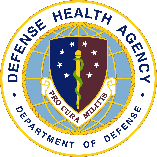 DEFENSE HEALTH AGENCY
PRO CURA MILITIS
DEPARTMENT OF DEFENSE